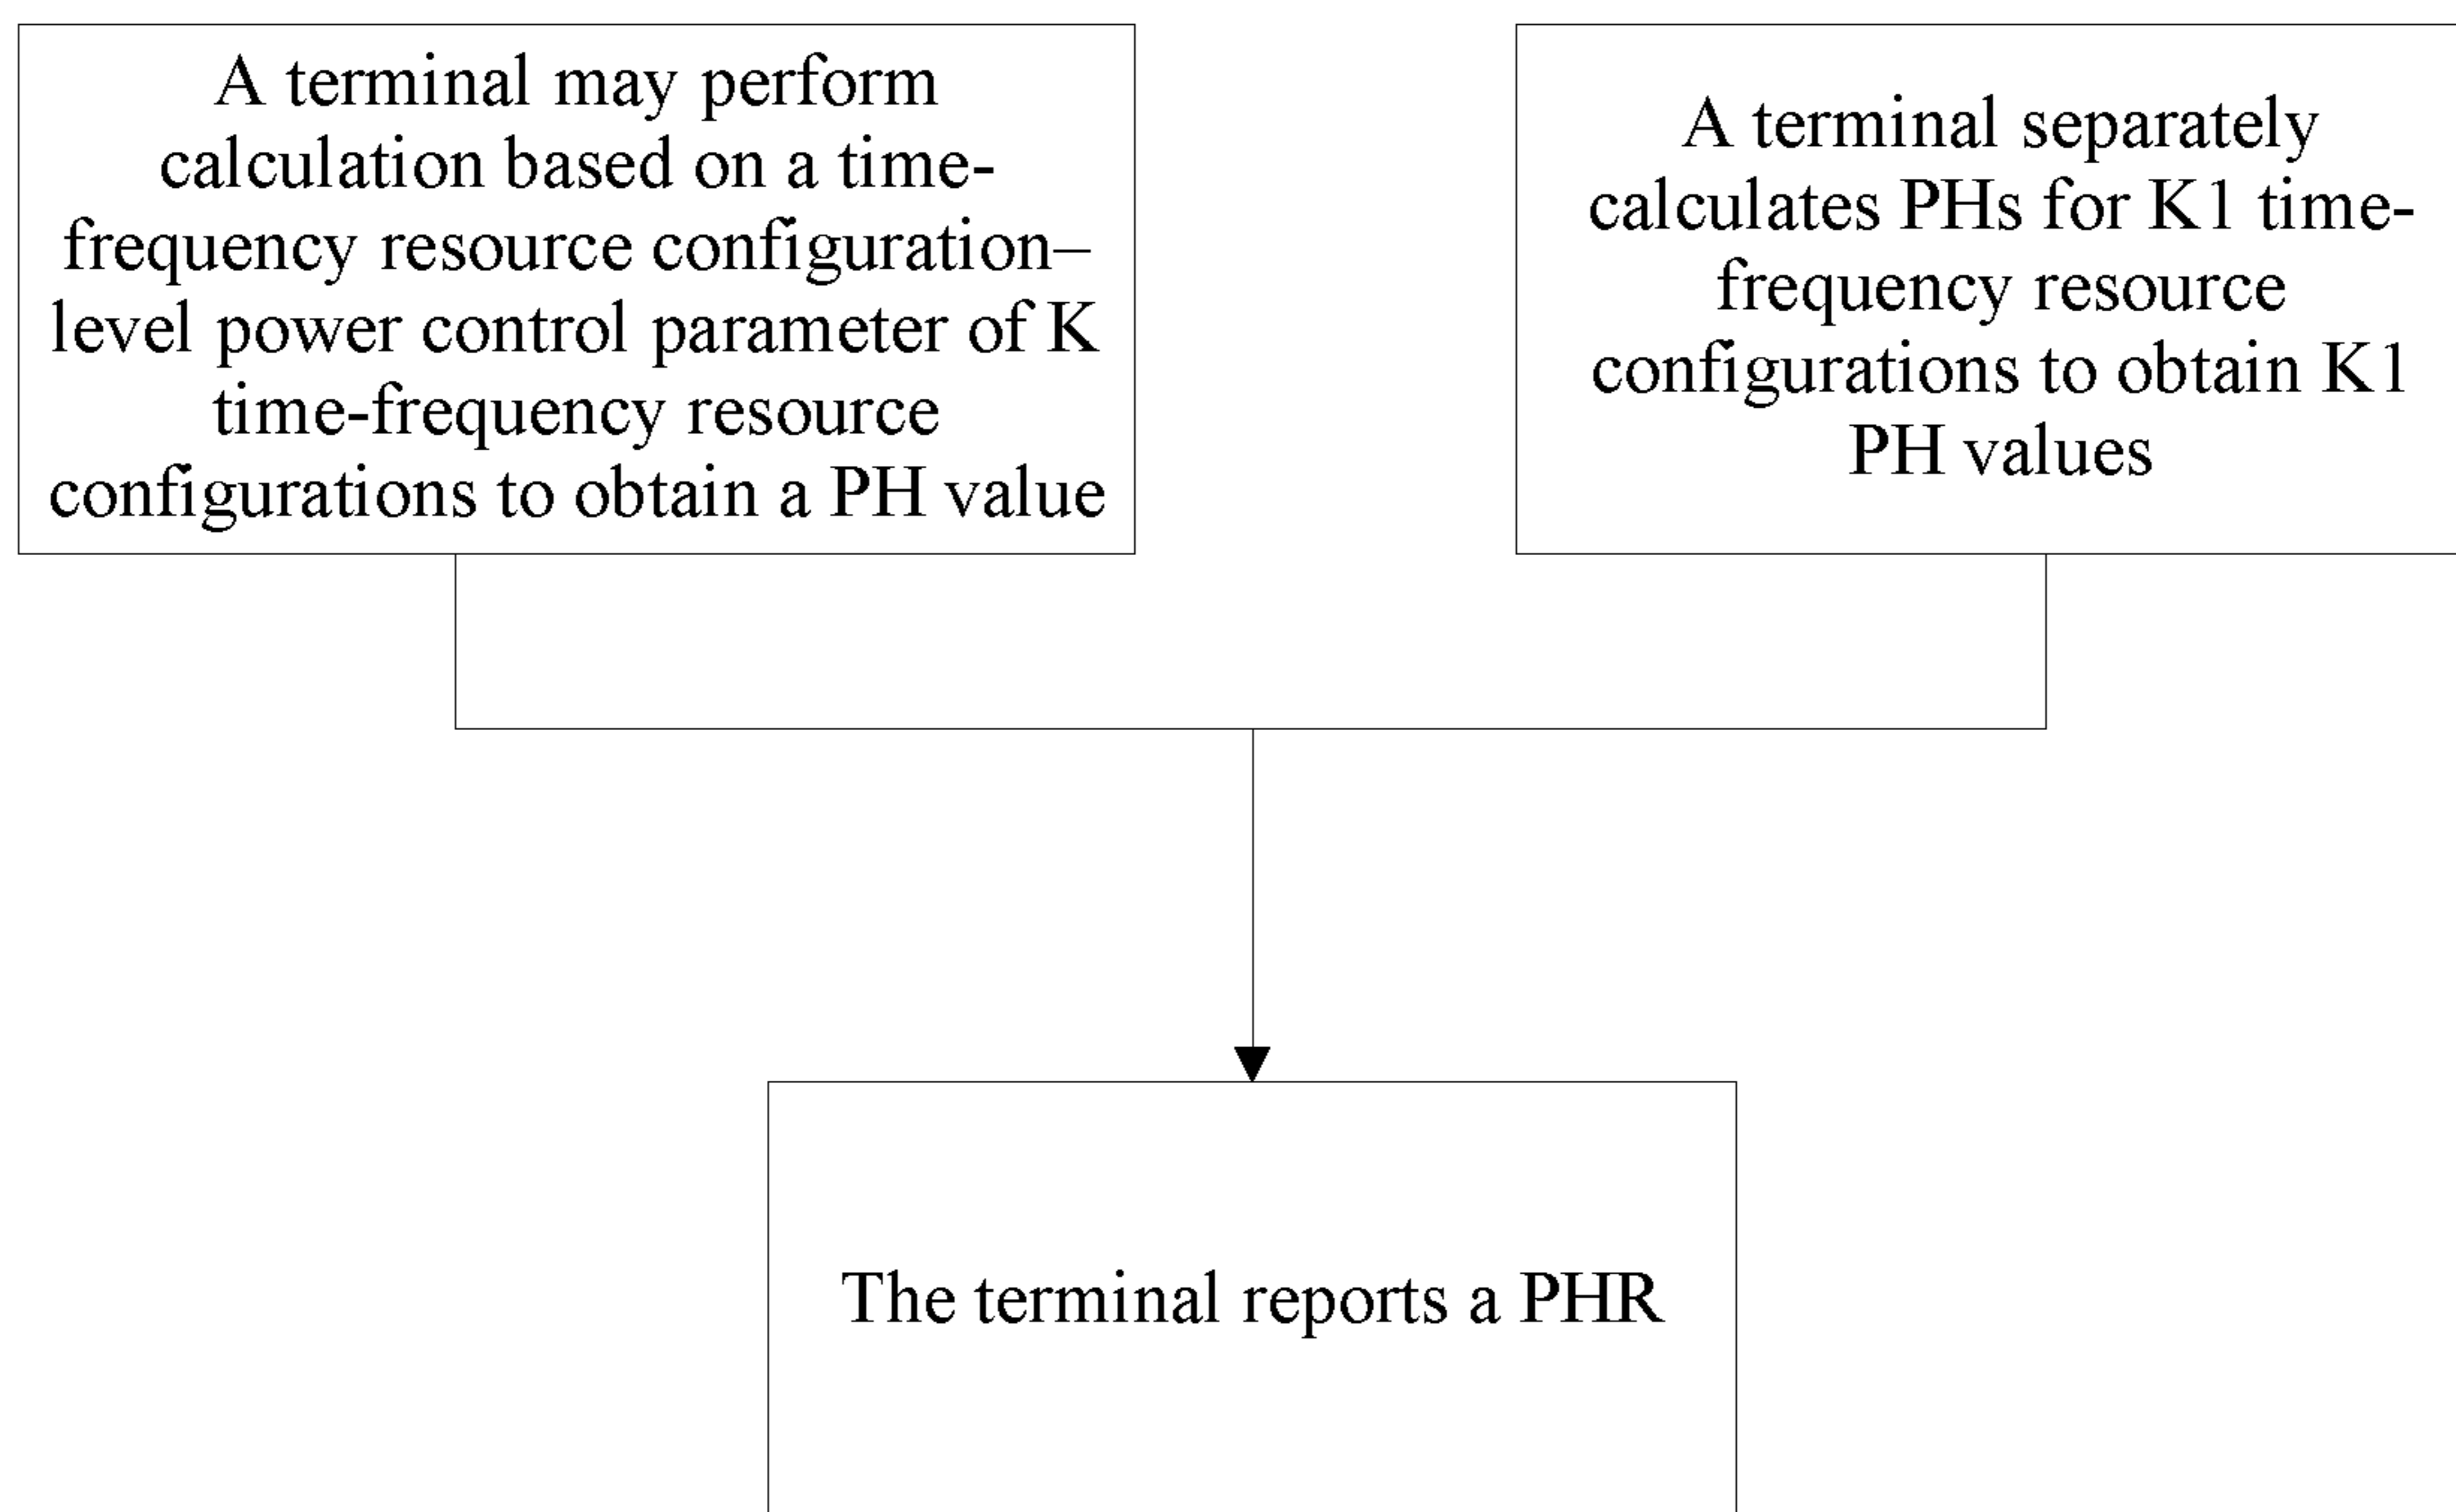 A terminal may perform
calculation based on a time-
frequency resource configuration–
level power control parameter of K
time-frequency resource
configurations to obtain a PH value
A terminal separately
calculates PHs for K1 time-
frequency resource
configurations to obtain K1
PH values
The terminal reports a PHR